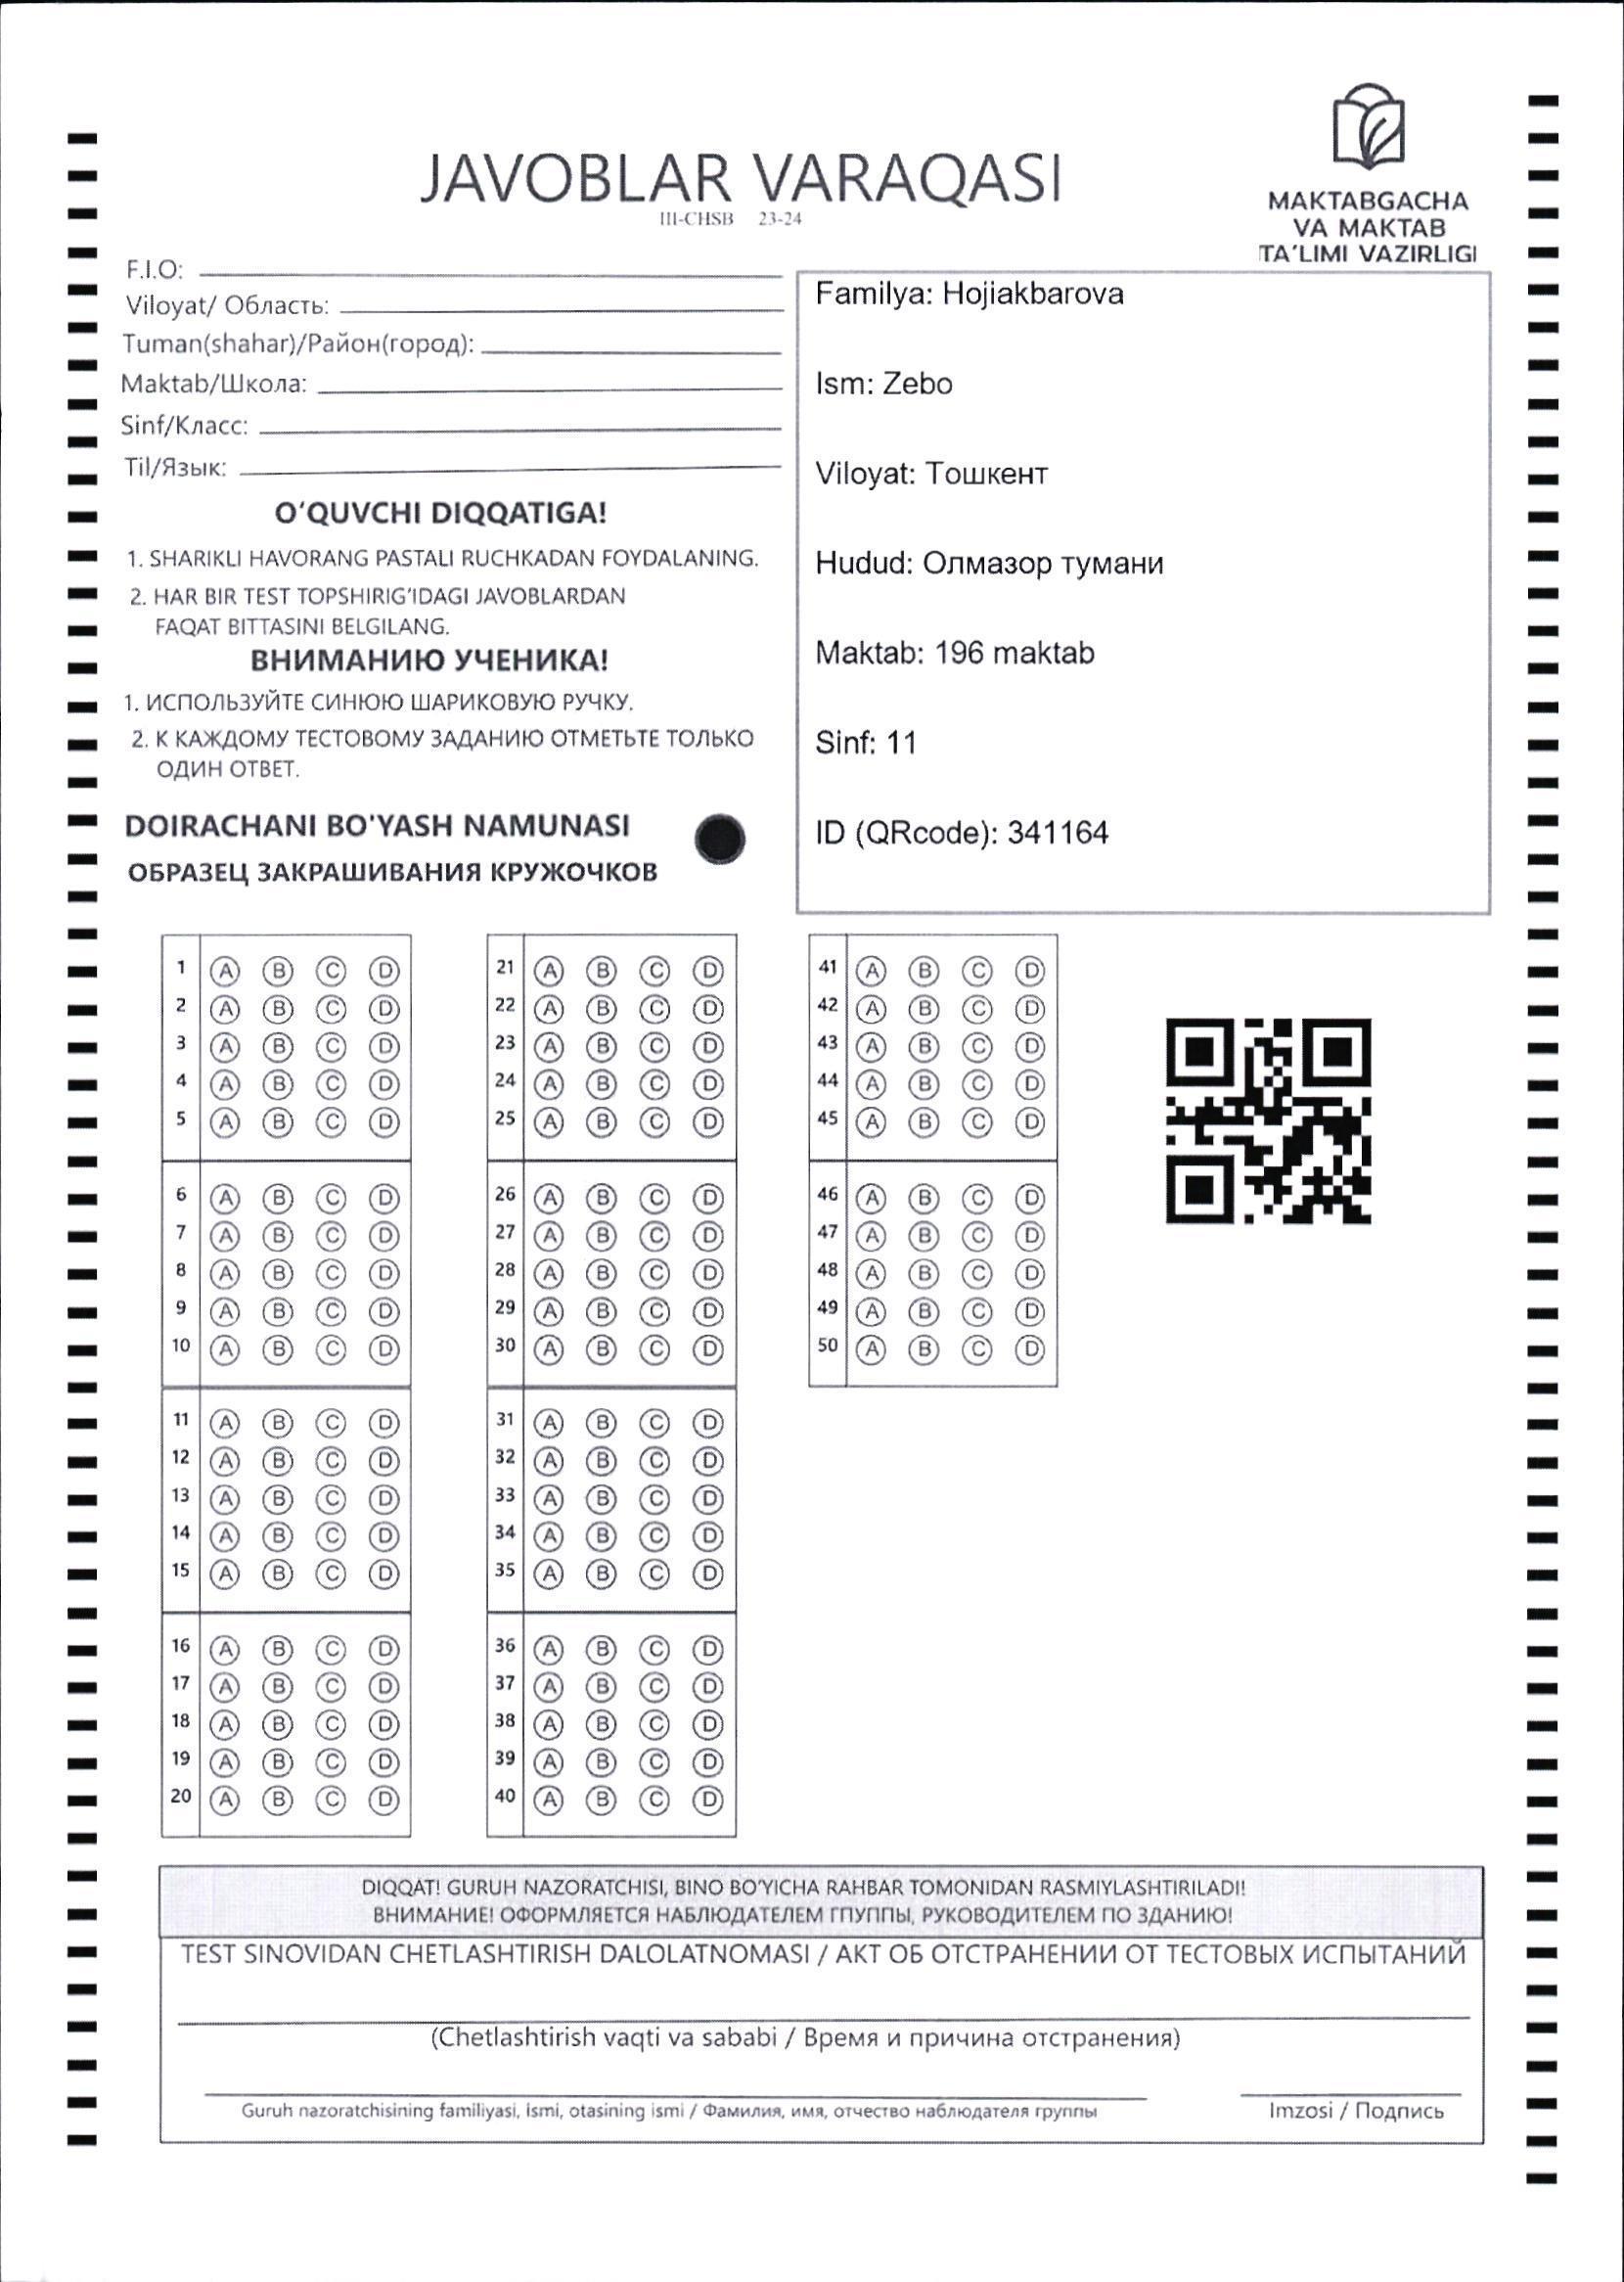 JAVOBLAR VARAQASI
III-CHSB 23-24
MAKTABGACHA
VA MAKTAB
TA'LIMI VAZIRLIGI
F.I.O:
Viloyat/ Область:
Tuman(shahar)/Район(город):
Maktab/Школа:
Sinf/Класс:
Til/Язык:
O'QUVCHI DIQQATIGA!
1. SHARIKLI HAVORANG PASTALI RUCHKADAN FOYDALANING.
2. HAR BIR TEST TOPSHIRIG'IDAGI JAVOBLARDAN
FAQAT BITTASINI BELGILANG.
ВНИМАНИЮ УЧЕНИКА!
1. ИСПОЛЬЗУЙТЕ СИНЮЮ ШАРИКОВУЮ РУЧКУ.
2. К КАЖДОМУ ТЕСТОВОМУ ЗАДАНИЮ ОТМЕТЬТЕ ТОЛЬКО
ОДИН ОТВЕТ.
DOIRACHANI BO'YASH NAMUNASI
ОБРАЗЕЦ ЗАКРАШИВАНИЯ КРУЖОЧКОВ
Familya: Hojiakbarova
Ism: Zebo
Viloyat: Тошкент
Hudud: Олмазор тумани
Maktab: 196 maktab
Sinf: 11
ID (QRcode): 341164
1 A B C D
2 A B C D
3 A B C D
4 A B C D
5 A B C D
6 A B C D
7 A B C D
8 A B C D
9 A B C D
10 A B C D
11 A B C D
12 A B C D
13 A B C D
14 A B C D
15 A B C D
16 A B C D
17 A B C D
18 A B C D
19 A B C D
20 A B C D
21 A B C D
22 A B C D
23 A B C D
24 A B C D
25 A B C D
26 A B C D
27 A B C D
28 A B C D
29 A B C D
30 A B C D
31 A B C D
32 A B C D
33 A B C D
34 A B C D
35 A B C D
36 A B C D
37 A B C D
38 A B C D
39 A B C D
40 A B C D
41 A B C D
42 A B C D
43 A B C D
44 A B C D
45 A B C D
46 A B C D
47 A B C D
48 A B C D
49 A B C D
50 A B C D
DIQQAT! GURUH NAZORATCHISI, BINO BO'YICHA RAHBAR TOMONIDAN RASMIYLASHTIRILADI!
ВНИМАНИЕ! ОФОРМЛЯЕТСЯ НАБЛЮДАТЕЛЕМ ГПУППЫ, РУКОВОДИТЕЛЕМ ПО ЗДАНИЮ!
TEST SINOVIDAN CHETLASHTIRISH DALOLATNOMASI / АКТ ОБ ОТСТРАНЕНИИ ОТ ТЕСТОВЫХ ИСПЫТАНИЙ
(Chetlashtirish vaqti va sababi / Время и причина отстранения)
Guruh nazoratchisining familiyasi, ismi, otasining ismi / Фамилия, имя, отчество наблюдателя группы
Imzosi / Подпись